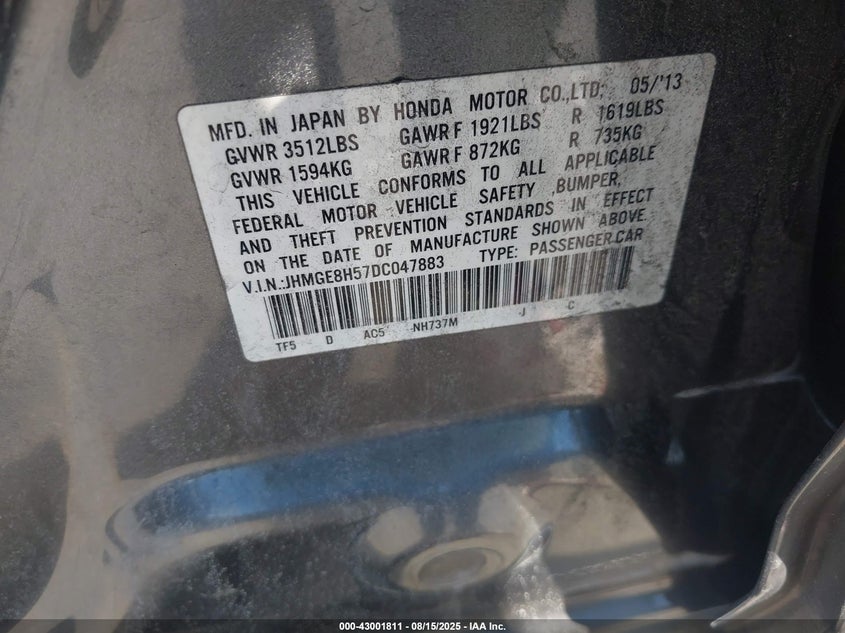 MFD. IN JAPAN BY HONDA MOTOR CO.,LTD; 05/'13
GVWR 3512LBS GAWR F 1921LBS R 1619LBS
GVWR 1594KG GAWR F 872KG R 735KG
THIS VEHICLE CONFORMS TO ALL APPLICABLE
FEDERAL MOTOR VEHICLE SAFETY ,BUMPER,
AND THEFT PREVENTION STANDARDS IN EFFECT
ON THE DATE OF MANUFACTURE SHOWN ABOVE.
V.I.N.:JHMGE8H57DC047883 TYPE: PASSENGER CAR
TF5 D AC5 NH737M J C
000-43001811 - 08/15/2025 - IAA Inc.